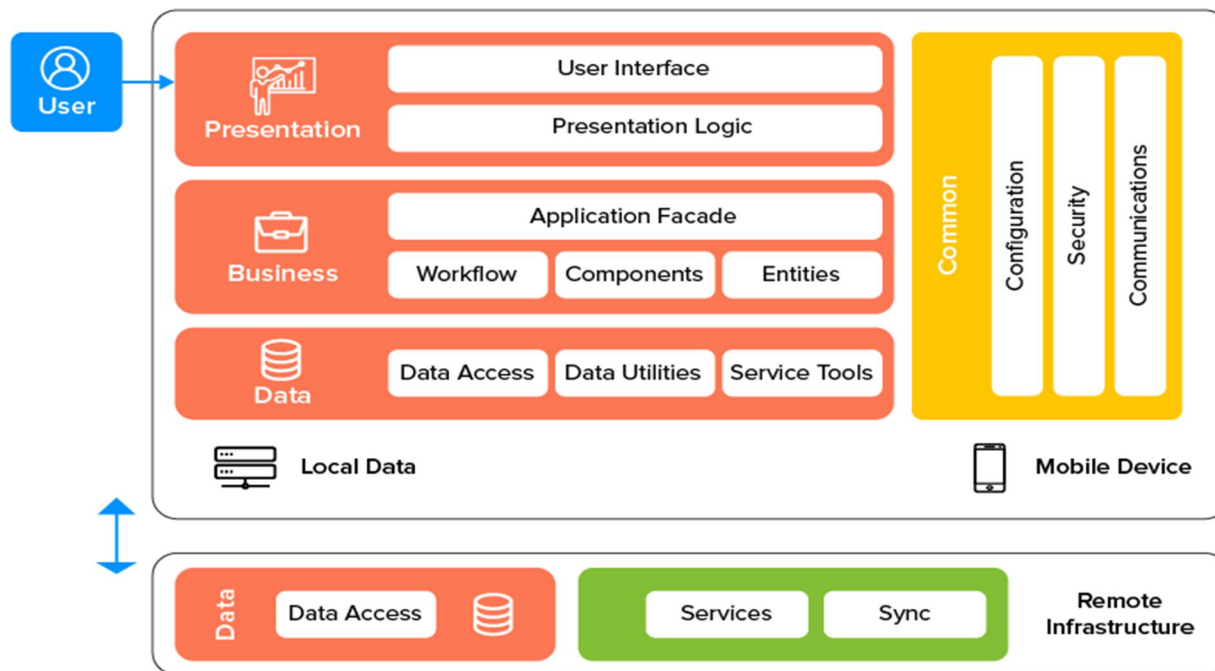 User
Presentation
User Interface
Presentation Logic
Business
Application Facade
Workflow
Components
Entities
Data
Data Access
Data Utilities
Service Tools
Common
Configuration
Security
Communications
Local Data
Mobile Device
Data
Data Access
Services
Sync
Remote
Infrastructure